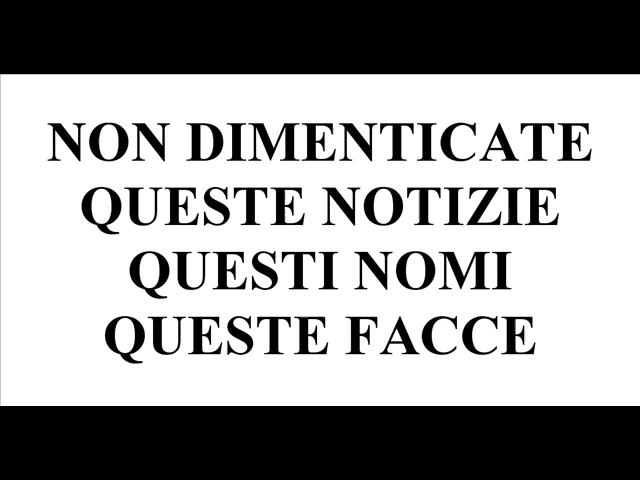 NON DIMENTICATE
QUESTE NOTIZIE
QUESTI NOMI
QUESTE FACCE